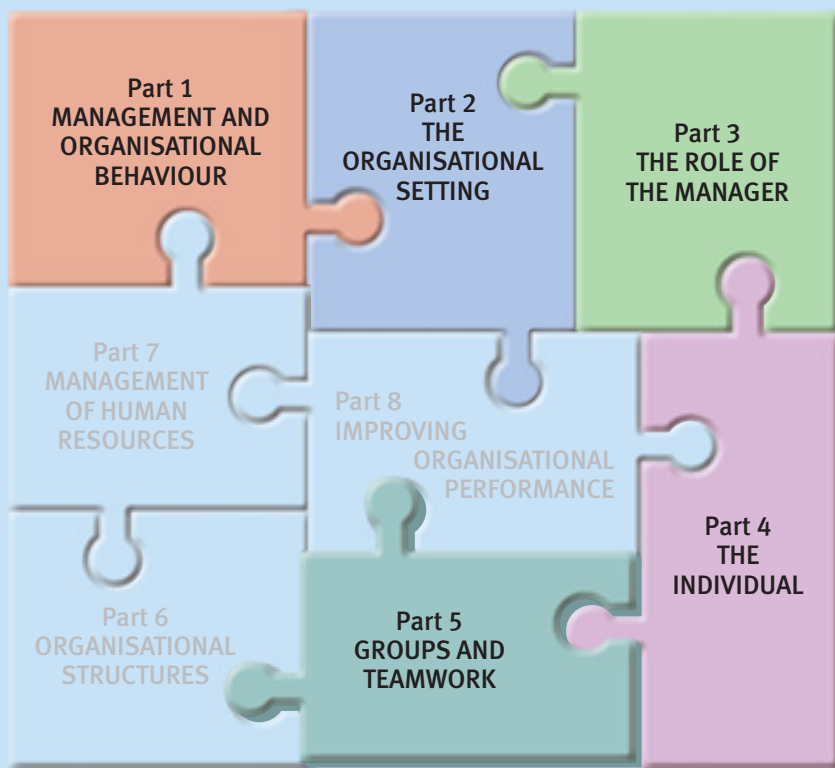 Part 1
MANAGEMENT AND
ORGANISATIONAL
BEHAVIOUR
Part 2
THE
ORGANISATIONAL
SETTING
Part 3
THE ROLE OF
THE MANAGER
Part 7
MANAGEMENT
OF HUMAN
RESOURCES
Part 8
IMPROVING
ORGANISATIONAL
PERFORMANCE
Part 4
THE
INDIVIDUAL
Part 6
ORGANISATIONAL
STRUCTURES
Part 5
GROUPS AND
TEAMWORK